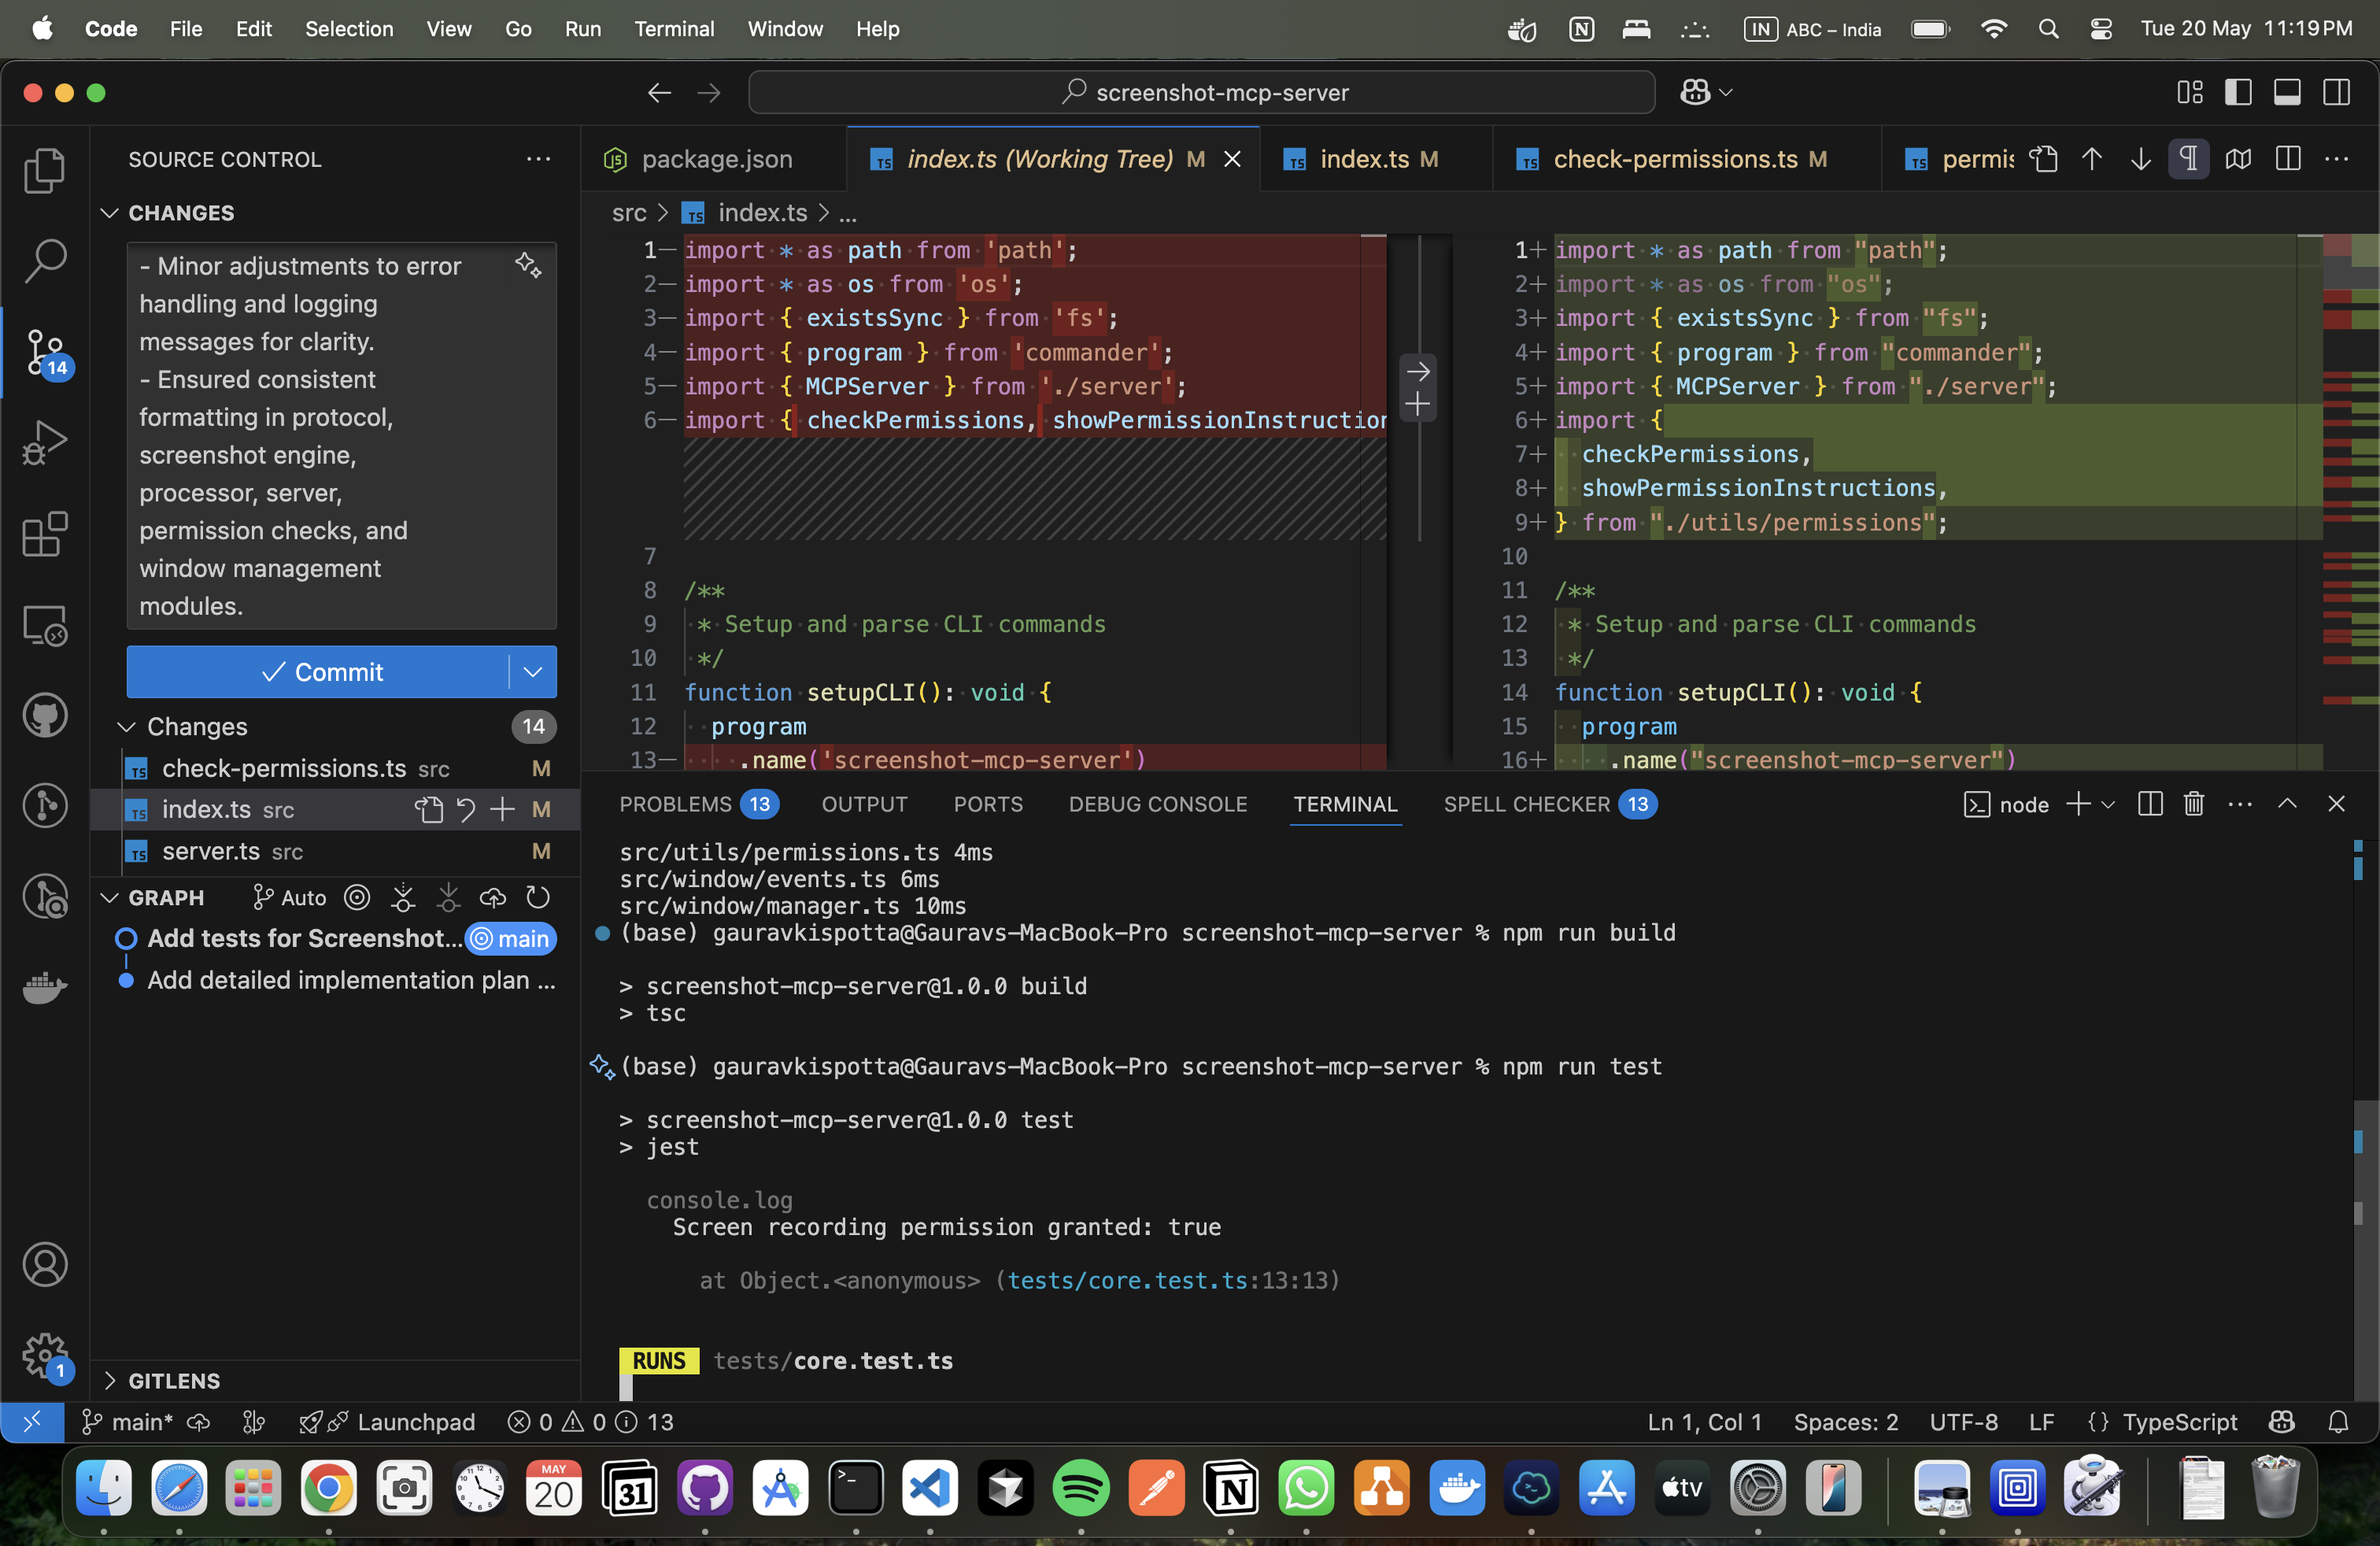 Code File Edit Selection View Go Run Terminal Window Help
IN ABC – India Tue 20 May 11:19 PM
screenshot-mcp-server
SOURCE CONTROL
CHANGES
- Minor adjustments to error
handling and logging
messages for clarity.
- Ensured consistent
formatting in protocol,
screenshot engine,
processor, server,
permission checks, and
window management
modules.
Commit
Changes 14
check-permissions.ts src M
index.ts src M
server.ts src M
GRAPH Auto
Add tests for Screenshot... main
Add detailed implementation plan ...
GITLENS
14
1
package.json
index.ts (Working Tree) M
index.ts M
check-permissions.ts M
permis
src > index.ts > ...
1— import * as path from 'path';
2— import * as os from 'os';
3— import { existsSync } from 'fs';
4— import { program } from 'commander';
5— import { MCPServer } from './server';
6— import { checkPermissions, showPermissionInstruction
7
8 /**
9 * Setup and parse CLI commands
10 */
11 function setupCLI(): void {
12 program
13— .name('screenshot-mcp-server')
1+ import * as path from "path";
2+ import * as os from "os";
3+ import { existsSync } from "fs";
4+ import { program } from "commander";
5+ import { MCPServer } from "./server";
6+ import {
7+ checkPermissions,
8+ showPermissionInstructions,
9+ } from "./utils/permissions";
10
11 /**
12 * Setup and parse CLI commands
13 */
14 function setupCLI(): void {
15 program
16+ .name("screenshot-mcp-server")
PROBLEMS 13 OUTPUT PORTS DEBUG CONSOLE TERMINAL SPELL CHECKER 13 node
src/utils/permissions.ts 4ms
src/window/events.ts 6ms
src/window/manager.ts 10ms
(base) gauravkispotta@Gauravs-MacBook-Pro screenshot-mcp-server % npm run build
> screenshot-mcp-server@1.0.0 build
> tsc
(base) gauravkispotta@Gauravs-MacBook-Pro screenshot-mcp-server % npm run test
> screenshot-mcp-server@1.0.0 test
> jest
console.log
Screen recording permission granted: true
at Object.<anonymous> (tests/core.test.ts:13:13)
RUNS tests/core.test.ts
main* Launchpad 0 0 13
Ln 1, Col 1 Spaces: 2 UTF-8 LF {} TypeScript
MAY
20
31
tv